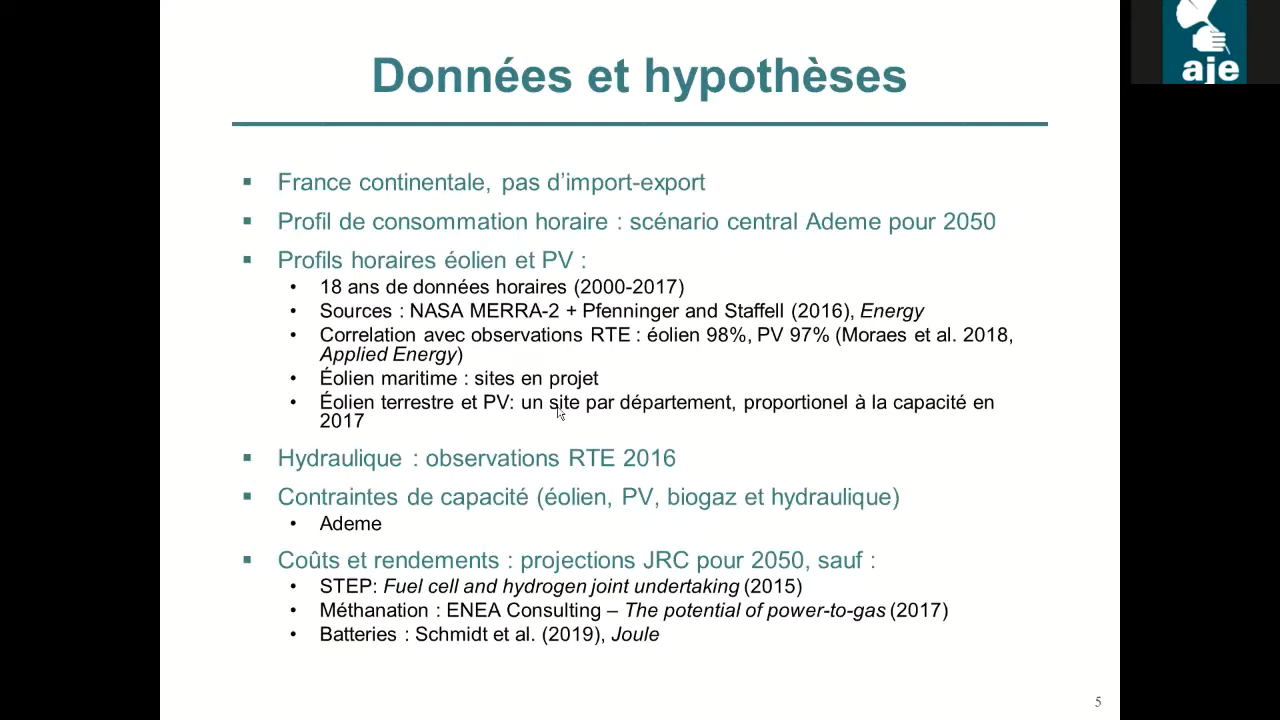 aje
Données et hypothèses
▪ France continentale, pas d’import-export
▪ Profil de consommation horaire : scénario central Ademe pour 2050
▪ Profils horaires éolien et PV :
• 18 ans de données horaires (2000-2017)
• Sources : NASA MERRA-2 + Pfenninger and Staffell (2016), Energy
• Correlation avec observations RTE : éolien 98%, PV 97% (Moraes et al. 2018,
Applied Energy)
• Éolien maritime : sites en projet
• Éolien terrestre et PV: un site par département, proportionel à la capacité en
2017
▪ Hydraulique : observations RTE 2016
▪ Contraintes de capacité (éolien, PV, biogaz et hydraulique)
• Ademe
▪ Coûts et rendements : projections JRC pour 2050, sauf :
• STEP: Fuel cell and hydrogen joint undertaking (2015)
• Méthanation : ENEA Consulting – The potential of power-to-gas (2017)
• Batteries : Schmidt et al. (2019), Joule
5